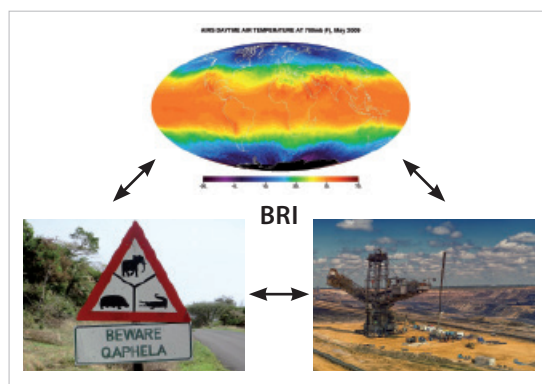 AIRS DAYTIME AIR TEMPERATURE AT 700mb (F), May 2009
BRI
BEWARE
QAPHELA